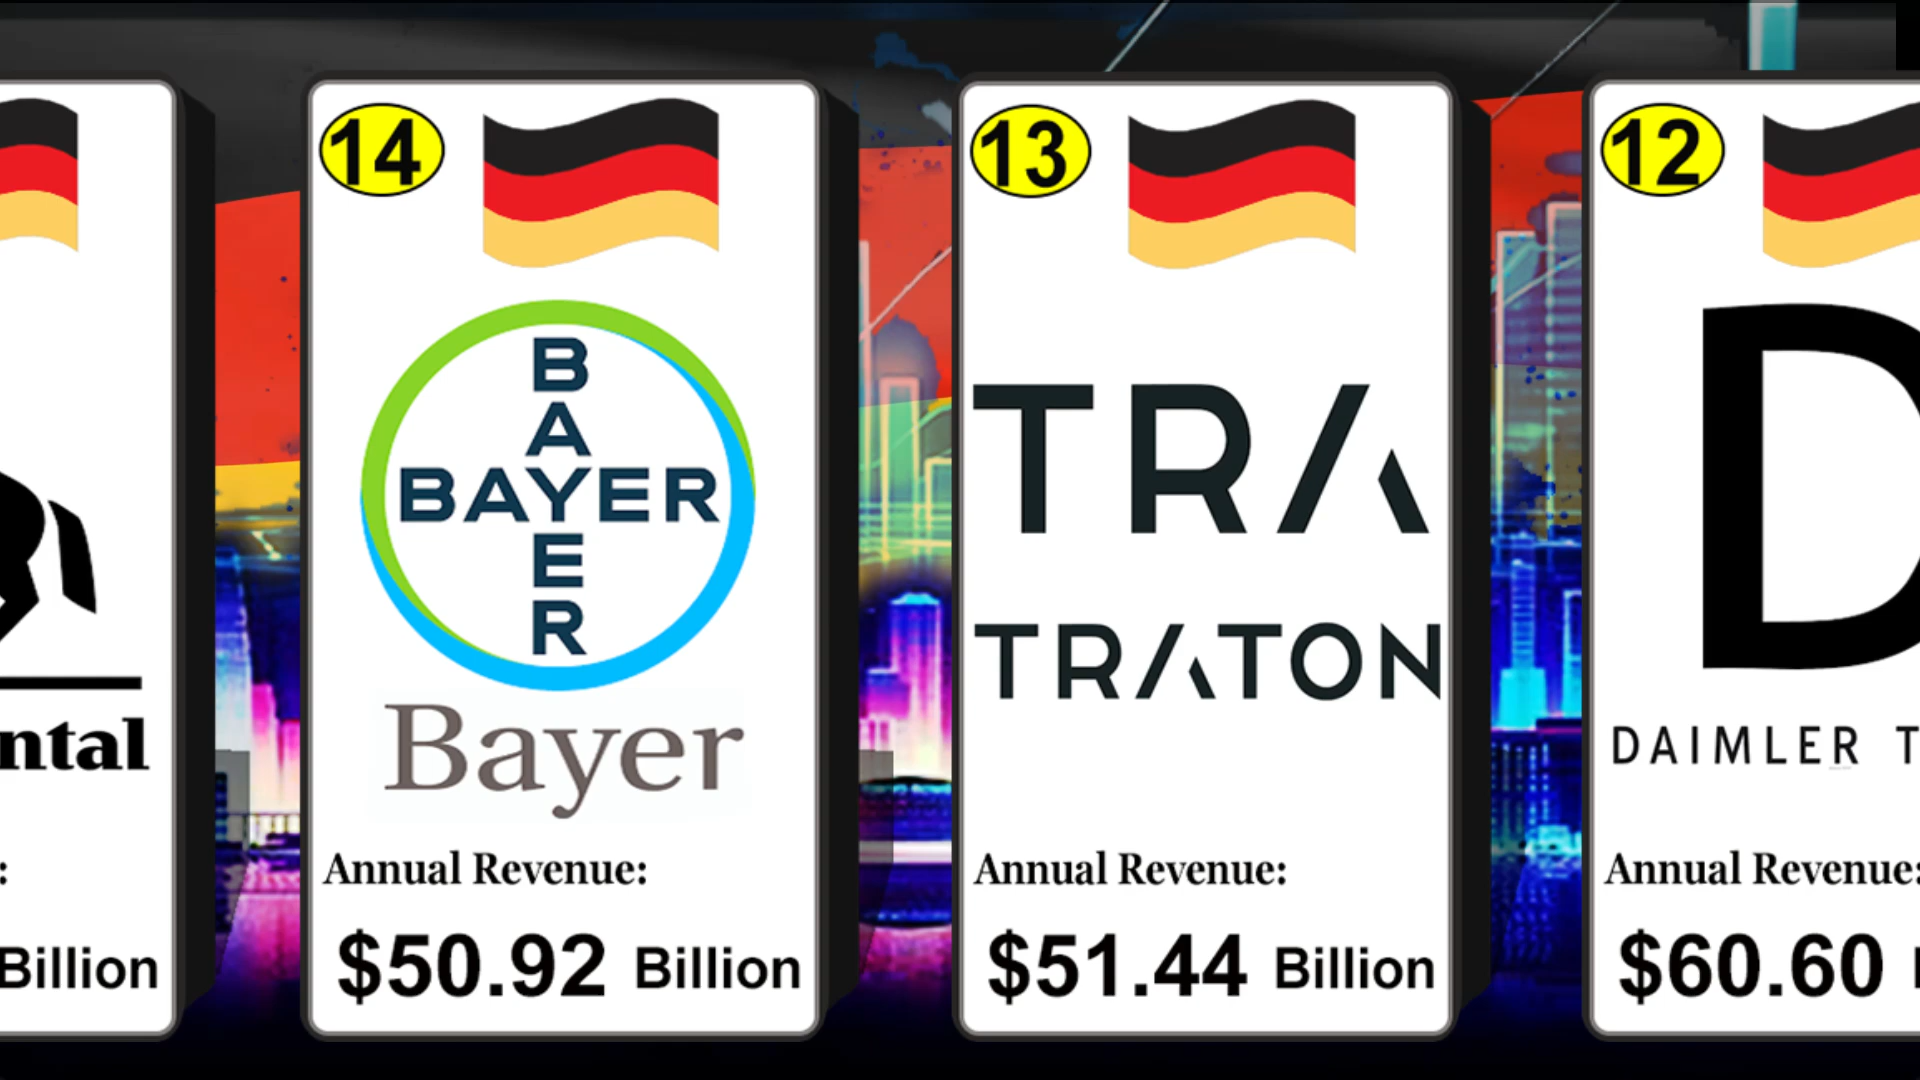 ntal
:
Billion
14
B
A
BAYER
E
R
Bayer
Annual Revenue:
$50.92 Billion
13
TRA
TRATON
Annual Revenue:
$51.44 Billion
12
D
DAIMLER T
Annual Revenue:
$60.60